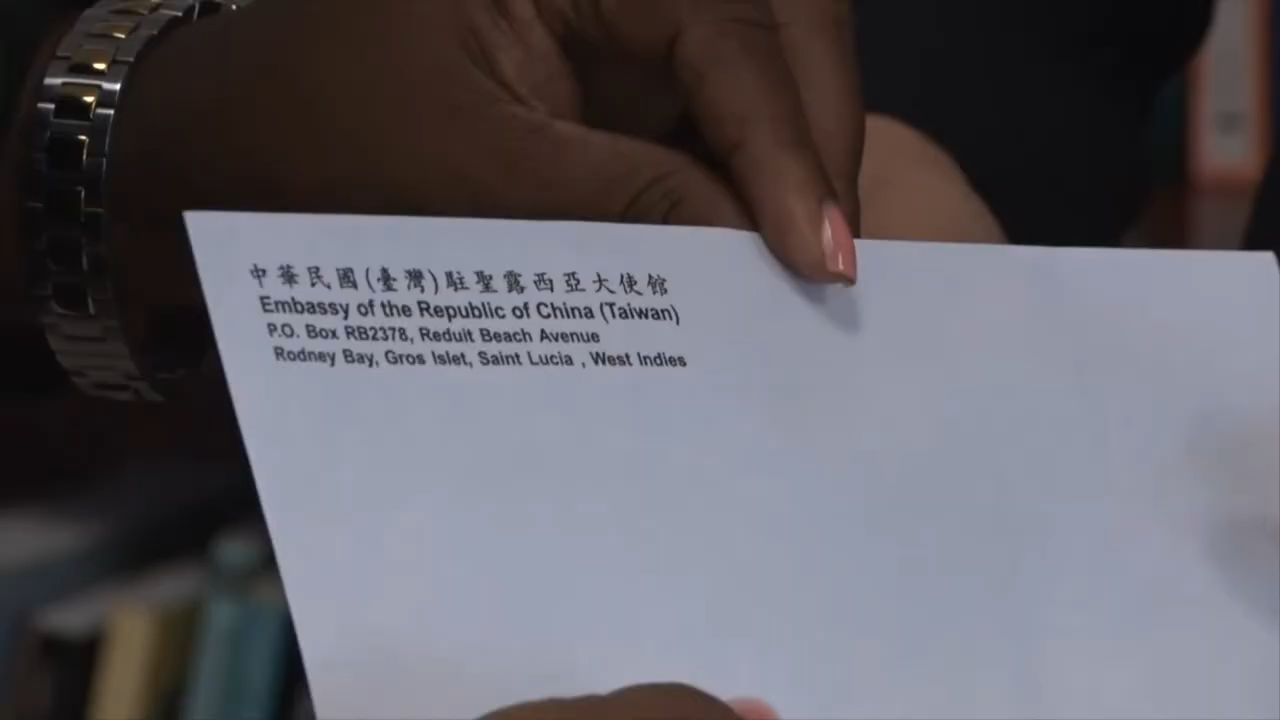 中華民國(臺灣)駐聖露西亞大使館
Embassy of the Republic of China (Taiwan)
P.O. Box RB2378, Reduit Beach Avenue
Rodney Bay, Gros Islet, Saint Lucia , West Indies